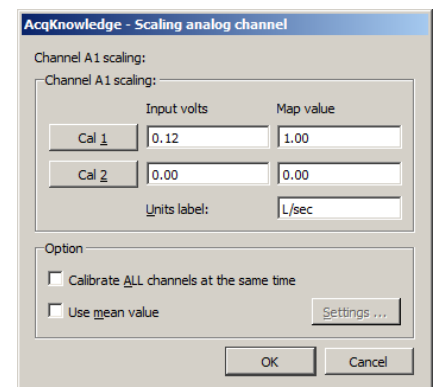 AcqKnowledge - Scaling analog channel
Channel A1 scaling:
Channel A1 scaling:
Input volts Map value
Cal 1 0.12 1.00
Cal 2 0.00 0.00
Units label: L/sec
Option
Calibrate ALL channels at the same time
Use mean value Settings ...
OK Cancel